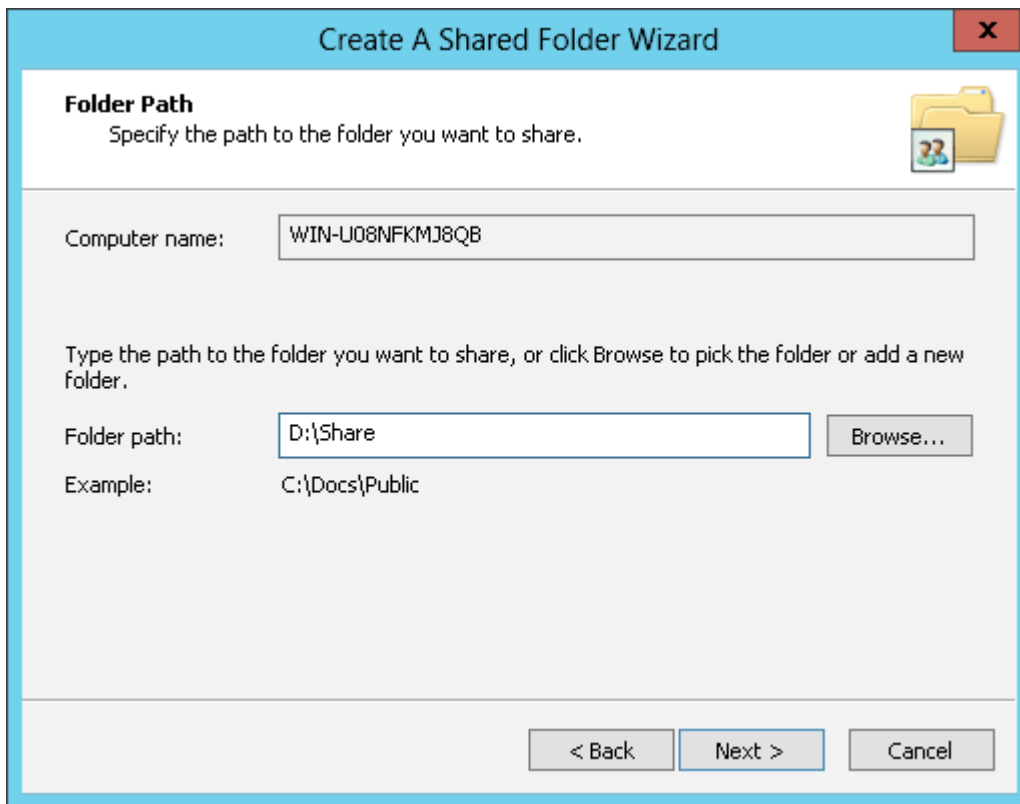 Create A Shared Folder Wizard
x
Folder Path
Specify the path to the folder you want to share.
Computer name: WIN-U08NFKMJ8QB
Type the path to the folder you want to share, or click Browse to pick the folder or add a new
folder.
Folder path: D:\Share Browse...
Example: C:\Docs\Public
< Back Next > Cancel